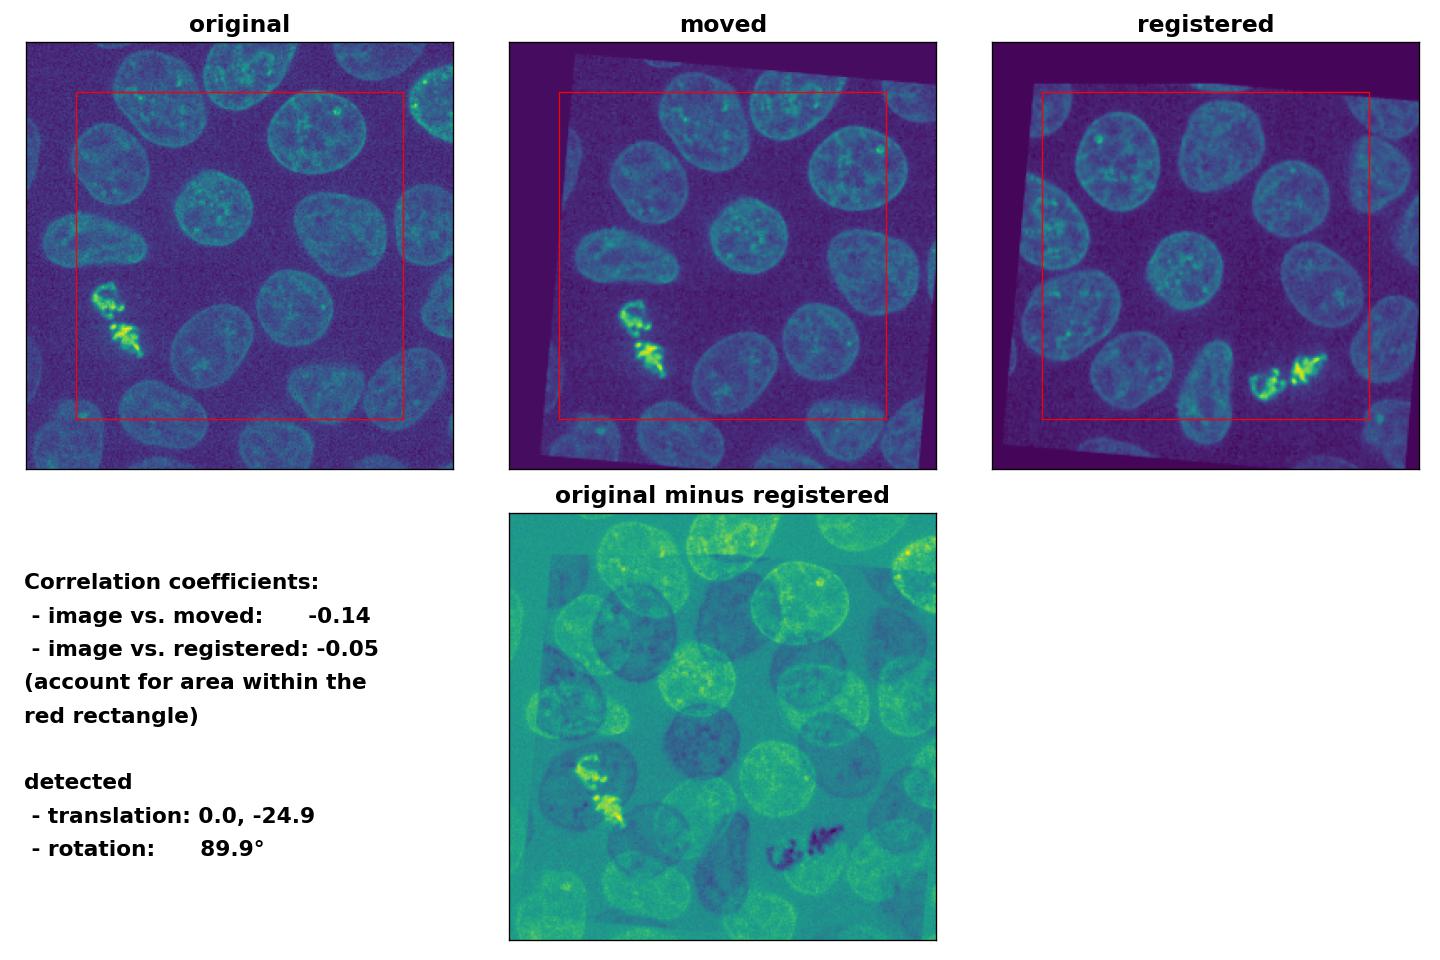 original
moved
registered
original minus registered
Correlation coefficients:
- image vs. moved: -0.14
- image vs. registered: -0.05
(account for area within the
red rectangle)
detected
- translation: 0.0, -24.9
- rotation: 89.9°